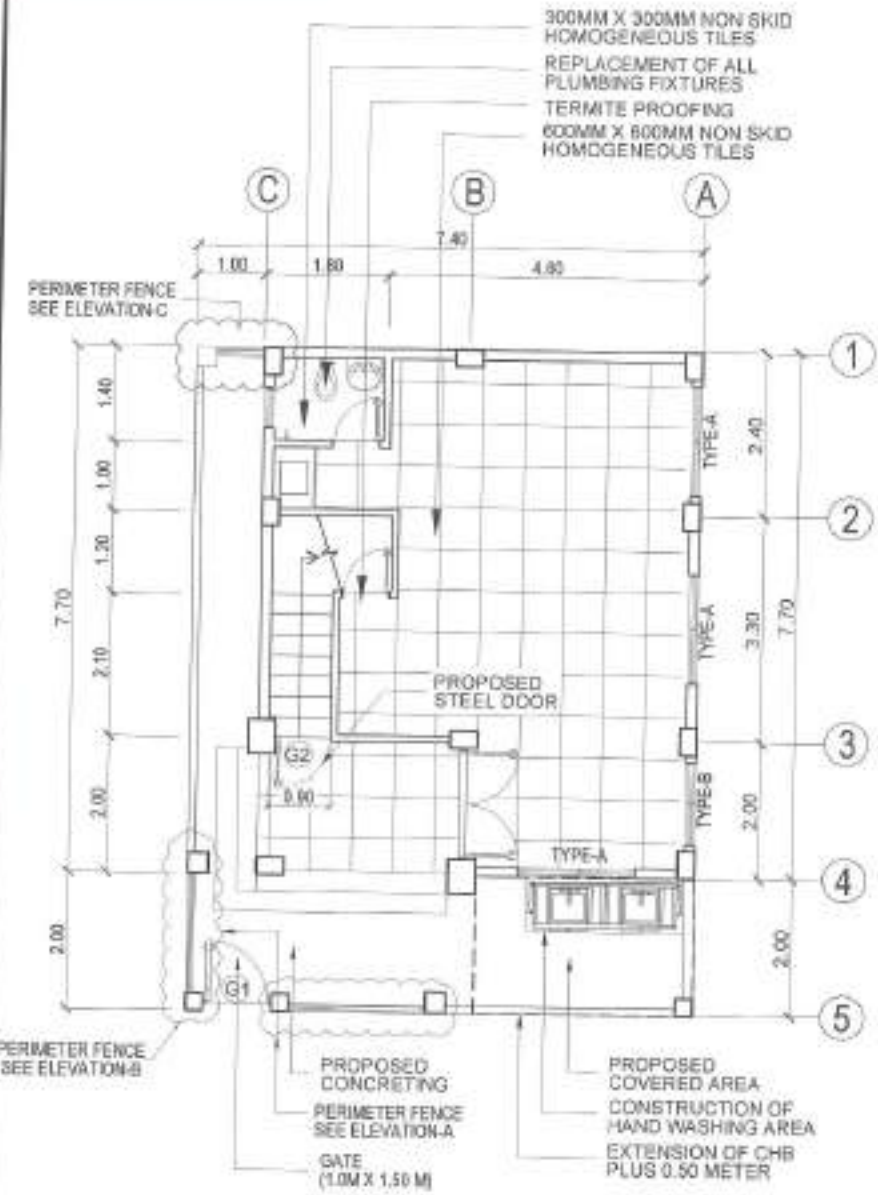 300MM X 300MM NON SKID
HOMOGENEOUS TILES
REPLACEMENT OF ALL
PLUMBING FIXTURES
TERMITE PROOFING
600MM X 600MM NON SKID
HOMOGENEOUS TILES
C
B
A
7.40
1.00
1.80
4.60
PERIMETER FENCE
SEE ELEVATION-C
1
1.40
TYPE-A
2.40
1.00
2
1.20
7.70
TYPE-A
3.30
7.70
2.10
PROPOSED
STEEL DOOR
3
G2
0.90
2.00
TYPE-B
2.00
TYPE-A
4
2.00
2.00
G1
5
PERIMETER FENCE
SEE ELEVATION-B
PROPOSED
CONCRETING
PERIMETER FENCE
SEE ELEVATION-A
GATE
(1.0M X 1.50 M)
PROPOSED
COVERED AREA
CONSTRUCTION OF
HAND WASHING AREA
EXTENSION OF CHB
PLUS 0.50 METER